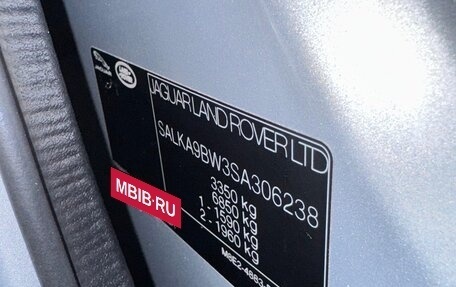 JAGUAR LAND ROVER LTD
SALKA9BW3SA306238
3350 kg
6850 kg
1 - 1590 kg
2 - 1960 kg
MBIB.RU